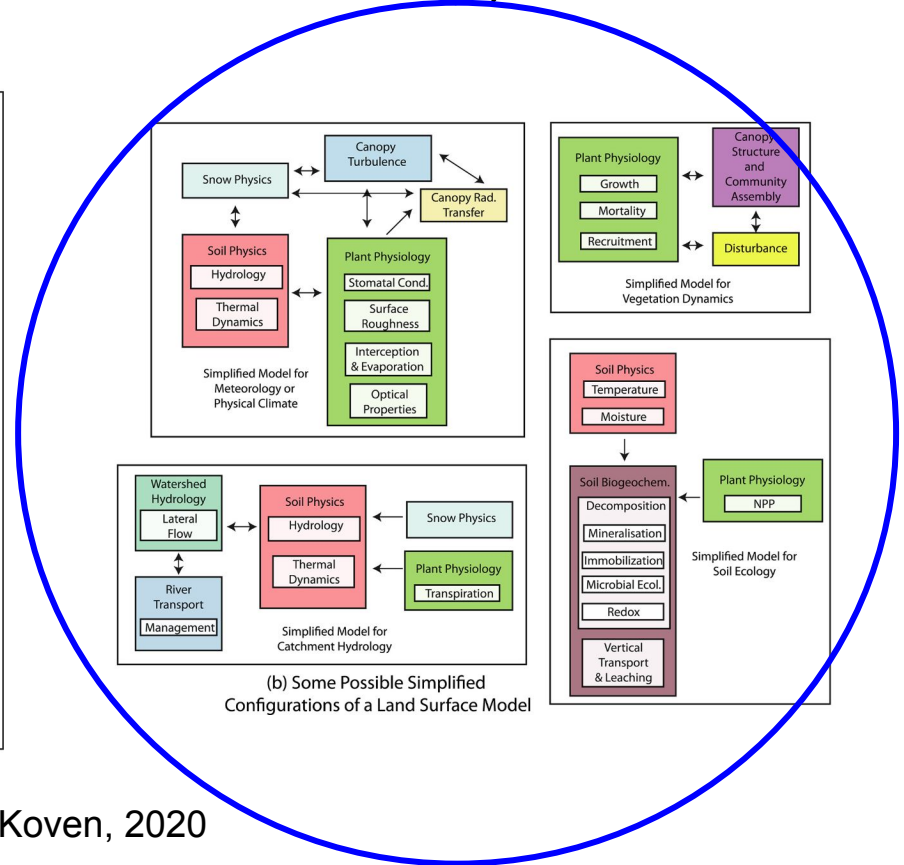 Canopy
Turbulence
Snow Physics
Canopy Rad.
Transfer
Soil Physics
Hydrology
Thermal
Dynamics
Plant Physiology
Stomatal Cond.
Surface
Roughness
Interception
& Evaporation
Optical
Properties
Simplified Model for
Meteorology or
Physical Climate
Plant Physiology
Growth
Mortality
Recruitment
Canopy
Structure
and
Community
Assembly
Disturbance
Simplified Model for
Vegetation Dynamics
Watershed
Hydrology
Lateral
Flow
River
Transport
Management
Soil Physics
Hydrology
Thermal
Dynamics
Snow Physics
Plant Physiology
Transpiration
Simplified Model for
Catchment Hydrology
Soil Physics
Temperature
Moisture
Soil Biogeochem.
Decomposition
Mineralisation
Immobilization
Microbial Ecol.
Redox
Vertical
Transport
& Leaching
Plant Physiology
NPP
Simplified Model for
Soil Ecology
(b) Some Possible Simplified
Configurations of a Land Surface Model
Koven, 2020